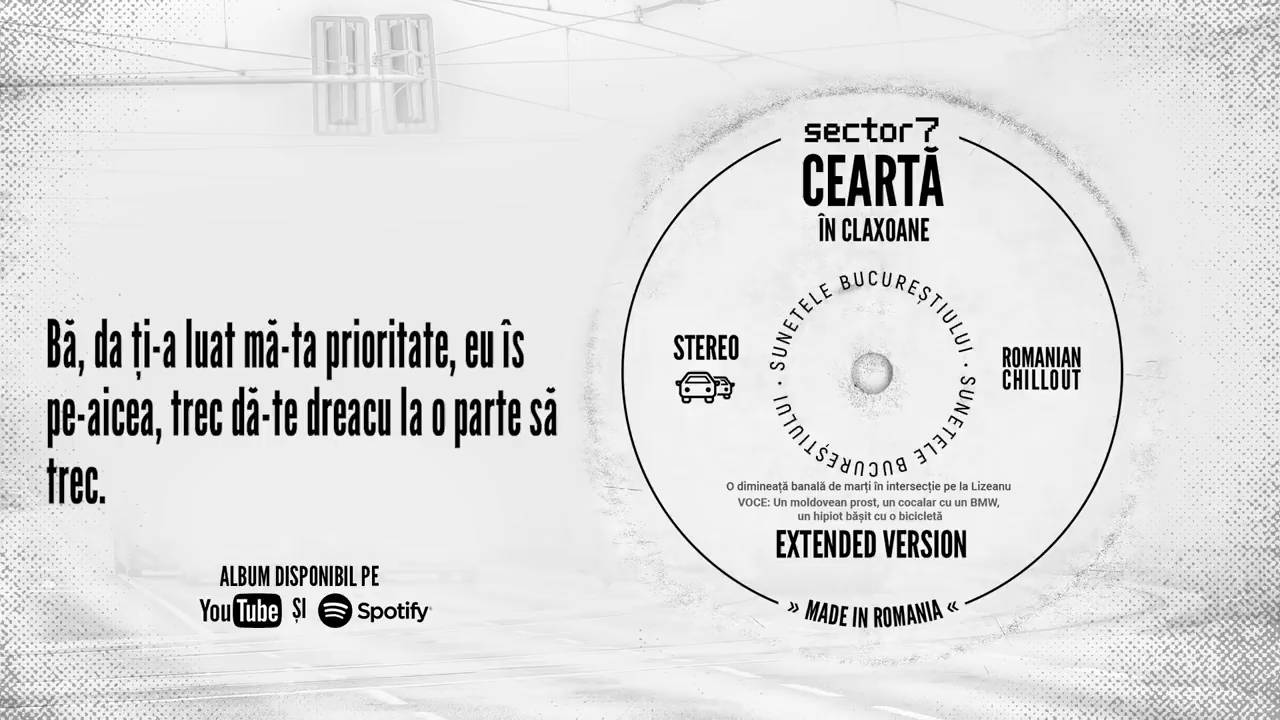 Bă, da ți-a luat mă-ta prioritate, eu îs
pe-aicea, trec dă-te dreacu la o parte să
trec.
ALBUM DISPONIBIL PE
YouTube ȘI Spotify
sector7
CEARTĂ
ÎN CLAXOANE
SUNETELE BUCUREȘTIULUI · SUNETELE BUCUREȘTIULUI ·
STEREO
ROMANIAN
CHILLOUT
O dimineață banală de marți în intersecție pe la Lizeanu
VOCE: Un moldovean prost, un cocalar cu un BMW,
un hipiot bășit cu o bicicletă
EXTENDED VERSION
» MADE IN ROMANIA «